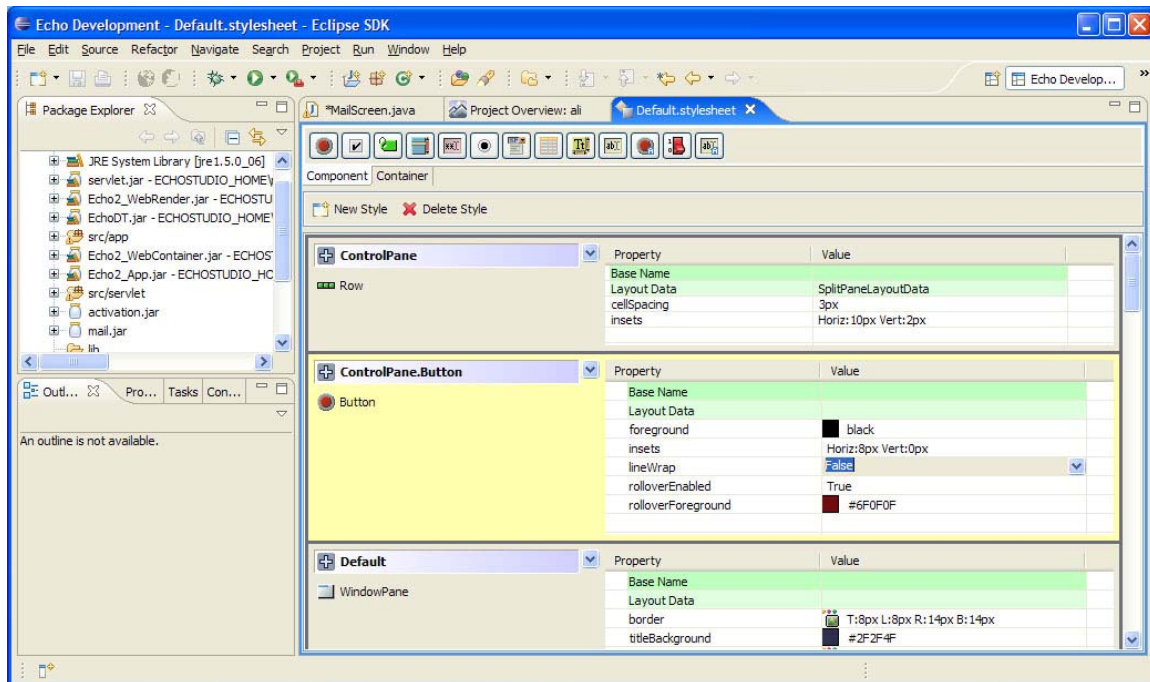 Echo Development - Default.stylesheet - Eclipse SDK
File Edit Source Refactor Navigate Search Project Run Window Help
Echo Develop...
Package Explorer
*MailScreen.java
Project Overview: ali
Default.stylesheet
JRE System Library [jre1.5.0_06]
servlet.jar - ECHOSTUDIO_HOME\
Echo2_WebRender.jar - ECHOSTU
EchoDT.jar - ECHOSTUDIO_HOME\
src/app
Echo2_WebContainer.jar - ECHOS
Echo2_App.jar - ECHOSTUDIO_HC
src/servlet
activation.jar
mail.jar
lib
Outl...
Pro...
Tasks
Con...
An outline is not available.
Component Container
New Style Delete Style
ControlPane
Row
Property Value
Base Name
Layout Data SplitPaneLayoutData
cellSpacing 3px
insets Horiz:10px Vert:2px
ControlPane.Button
Button
Property Value
Base Name
Layout Data
foreground black
insets Horiz:8px Vert:0px
lineWrap False
rolloverEnabled True
rolloverForeground #6F0F0F
Default
WindowPane
Property Value
Base Name
Layout Data
border T:8px L:8px R:14px B:14px
titleBackground #2F2F4F